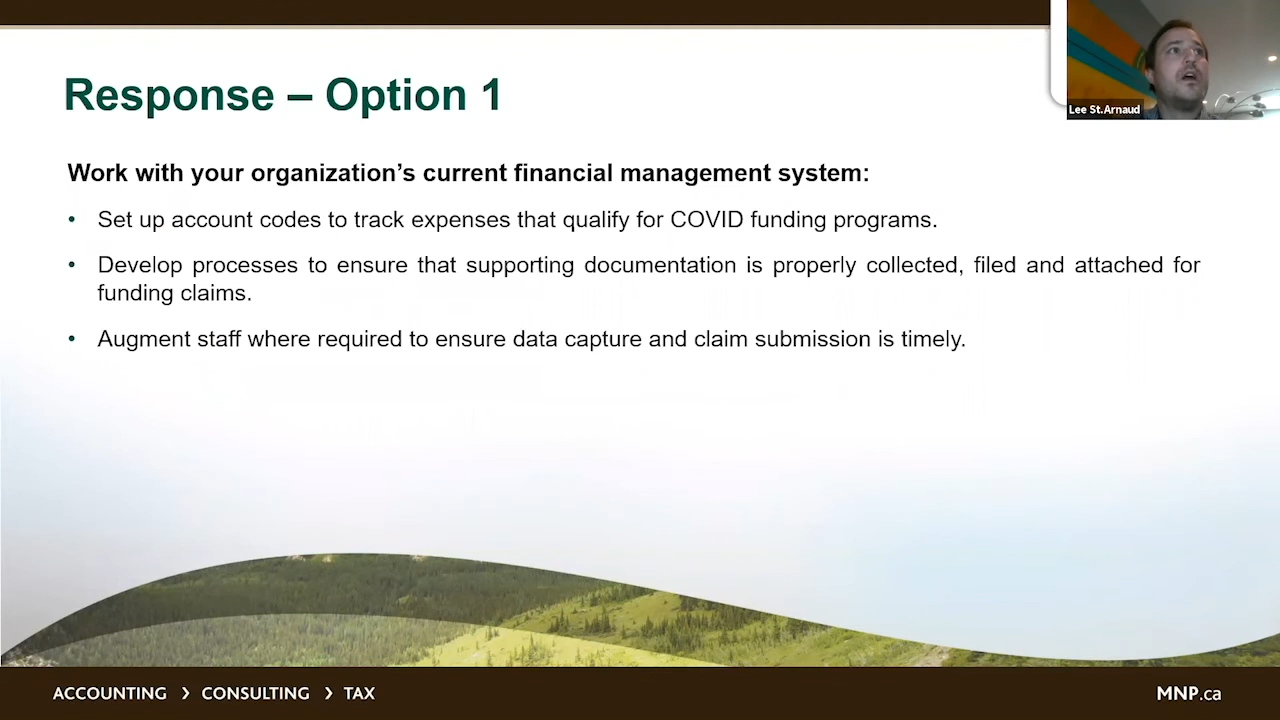 Response – Option 1
Lee St.Arnaud
Work with your organization’s current financial management system:
• Set up account codes to track expenses that qualify for COVID funding programs.
• Develop processes to ensure that supporting documentation is properly collected, filed and attached for
funding claims.
• Augment staff where required to ensure data capture and claim submission is timely.
ACCOUNTING › CONSULTING › TAX
MNP.ca